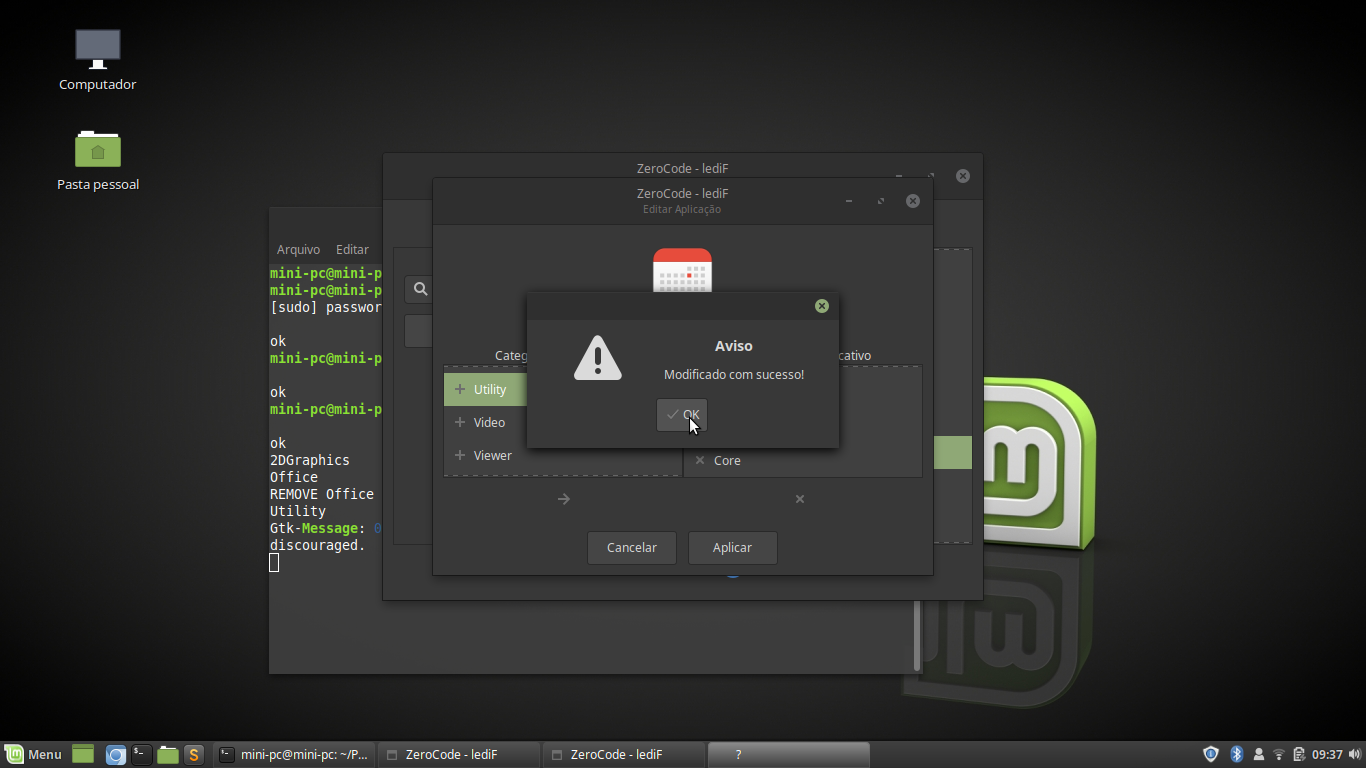 Computador
Pasta pessoal
ZeroCode - lediF
ZeroCode - lediF
Editar Aplicação
Arquivo Editar
mini-pc@mini-p
mini-pc@mini-p
[sudo] passwor
ok
mini-pc@mini-p
ok
mini-pc@mini-p
ok
2DGraphics
Office
REMOVE Office
Utility
Gtk-Message: 0
discouraged.
Categ
cativo
Utility
Video
Viewer
Core
Aviso
Modificado com sucesso!
OK
Cancelar
Aplicar
Menu
mini-pc@mini-pc: ~/P...
ZeroCode - lediF
ZeroCode - lediF
?
09:37